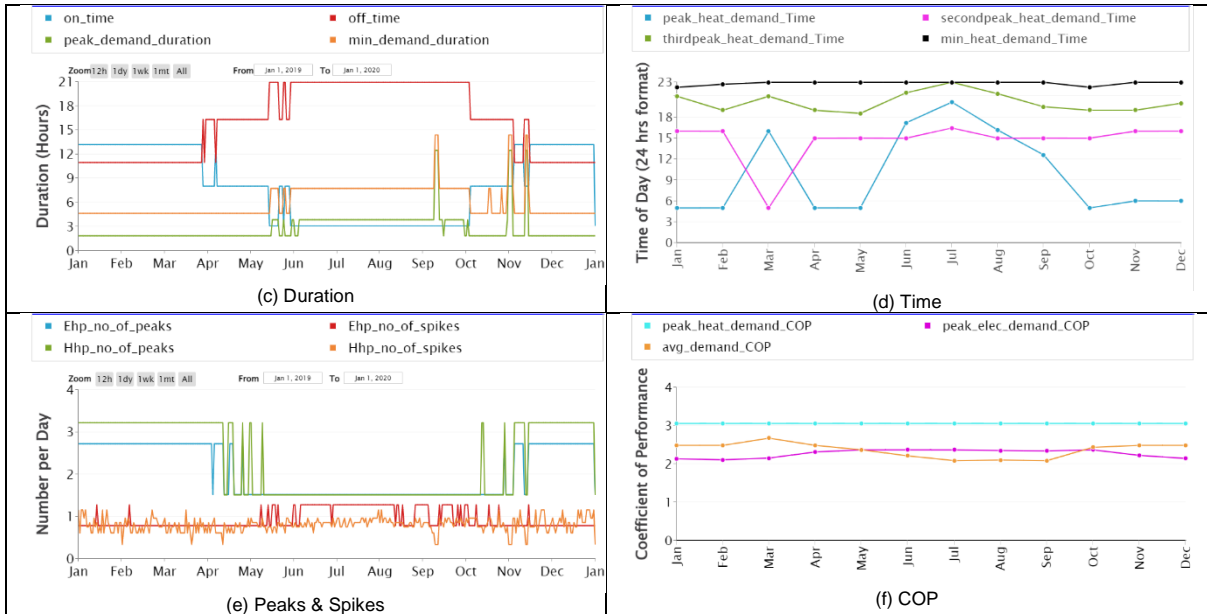 on_time off_time
peak_demand_duration min_demand_duration
Zoom 12h 1dy 1wk 1mt All From Jan 1, 2019 To Jan 1, 2020
Duration (Hours)
21
18
15
12
9
6
3
0
Jan Feb Mar Apr May Jun Jul Aug Sep Oct Nov Dec Jan
(c) Duration
peak_heat_demand_Time secondpeak_heat_demand_Time
thirdpeak_heat_demand_Time min_heat_demand_Time
Time of Day (24 hrs format)
23
18
15
12
9
6
3
0
Jan Feb Mar Apr May Jun Jul Aug Sep Oct Nov Dec
(d) Time
Ehp_no_of_peaks Ehp_no_of_spikes
Hhp_no_of_peaks Hhp_no_of_spikes
Zoom 12h 1dy 1wk 1mt All From Jan 1, 2019 To Jan 1, 2020
Number per Day
4
3
2
1
0
Jan Feb Mar Apr May Jun Jul Aug Sep Oct Nov Dec Jan
(e) Peaks & Spikes
peak_heat_demand_COP peak_elec_demand_COP
avg_demand_COP
Coefficient of Performance
4
3
2
1
0
Jan Feb Mar Apr May Jun Jul Aug Sep Oct Nov Dec
(f) COP